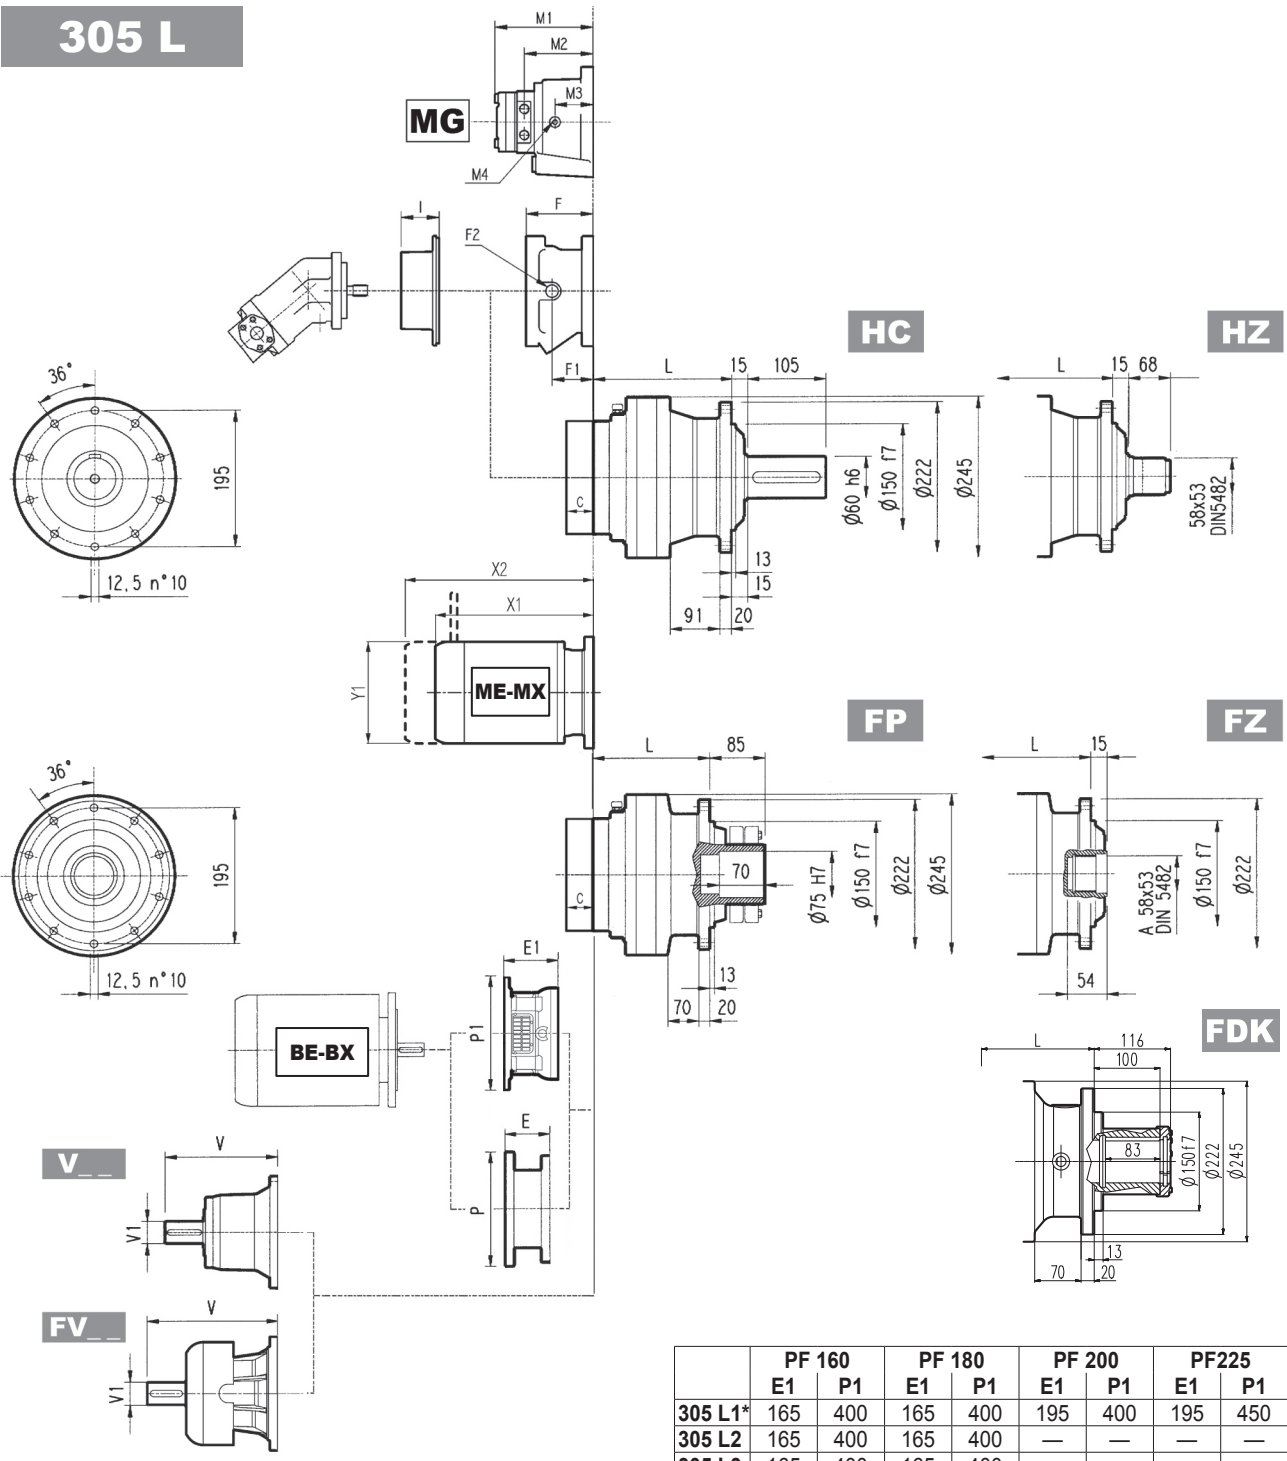 305 L
M1
M2
M3
MG
M4
I
F
F2
F1
HC
HZ
36°
195
12,5 n°10
L
15
105
C
Ø60 h6
Ø150 f7
Ø222
Ø245
13
15
91
20
L
15
68
58x53
DIN5482
X2
X1
Y1
ME-MX
FP
FZ
36°
195
12,5 n°10
L
85
C
70
Ø75 H7
Ø150 f7
Ø222
Ø245
13
70
20
L
15
A 58x53
DIN 5482
Ø150 f7
Ø222
54
E1
P1
BE-BX
E
P
FDK
L
116
100
83
Ø150f7
Ø222
Ø245
13
70
20
V_ _
V
V1
FV_ _
V
V1
PF 160 PF 180 PF 200 PF225
E1 P1 E1 P1 E1 P1 E1 P1
305 L1* 165 400 165 400 195 400 195 450
305 L2 165 400 165 400 — — — —